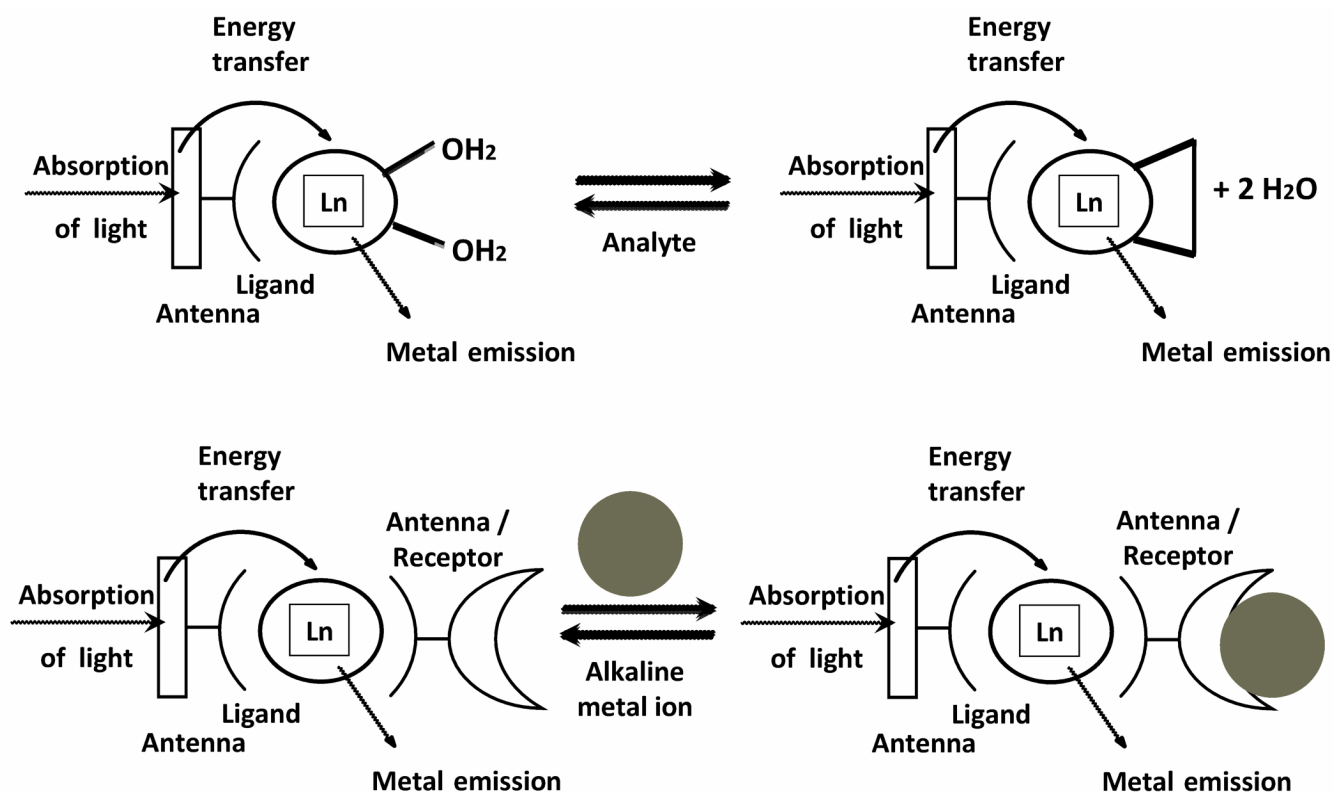 Energy
transfer
Absorption
of light
Ln
OH2
OH2
Ligand
Antenna
Metal emission
Analyte
Energy
transfer
Absorption
of light
Ln
+ 2 H2O
Ligand
Antenna
Metal emission
Energy
transfer
Absorption
of light
Ln
Antenna /
Receptor
Ligand
Antenna
Metal emission
Alkaline
metal ion
Energy
transfer
Absorption
of light
Ln
Antenna /
Receptor
Ligand
Antenna
Metal emission